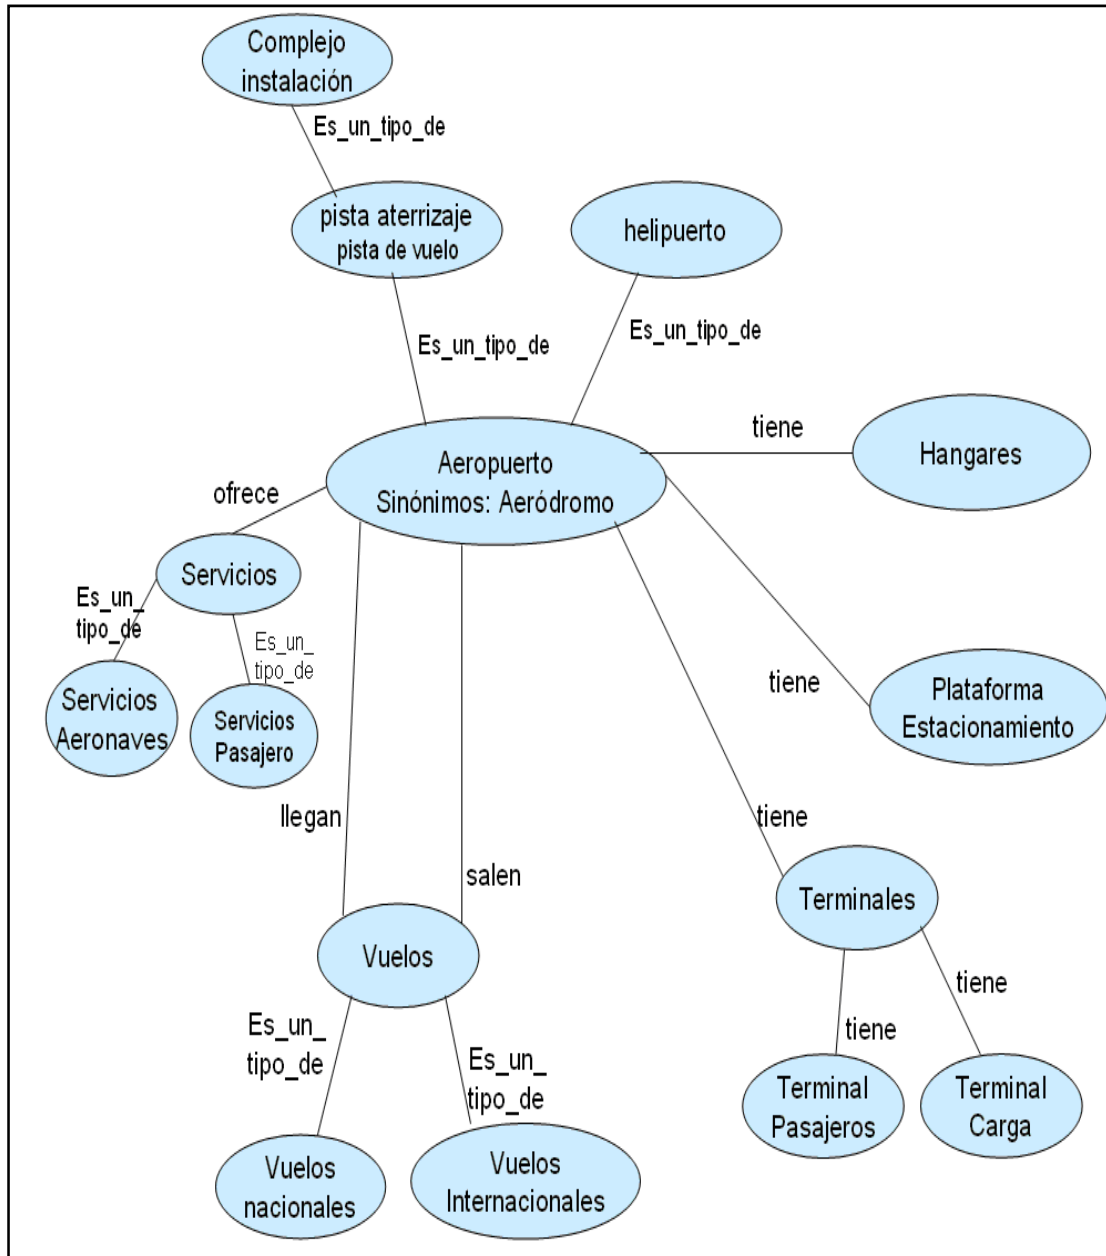 Complejo
instalación
Es_un_tipo_de
pista aterrizaje
pista de vuelo
helipuerto
Es_un_tipo_de
Es_un_tipo_de
tiene
Hangares
Aeropuerto
Sinónimos: Aeródromo
ofrece
Servicios
Es_un_
tipo_de
Es_un_
tipo_de
Servicios
Aeronaves
Servicios
Pasajero
tiene
Plataforma
Estacionamiento
llegan
salen
tiene
Terminales
Vuelos
tiene
tiene
Es_un_
tipo_de
Es_un_
tipo_de
Terminal
Pasajeros
Terminal
Carga
Vuelos
nacionales
Vuelos
Internacionales